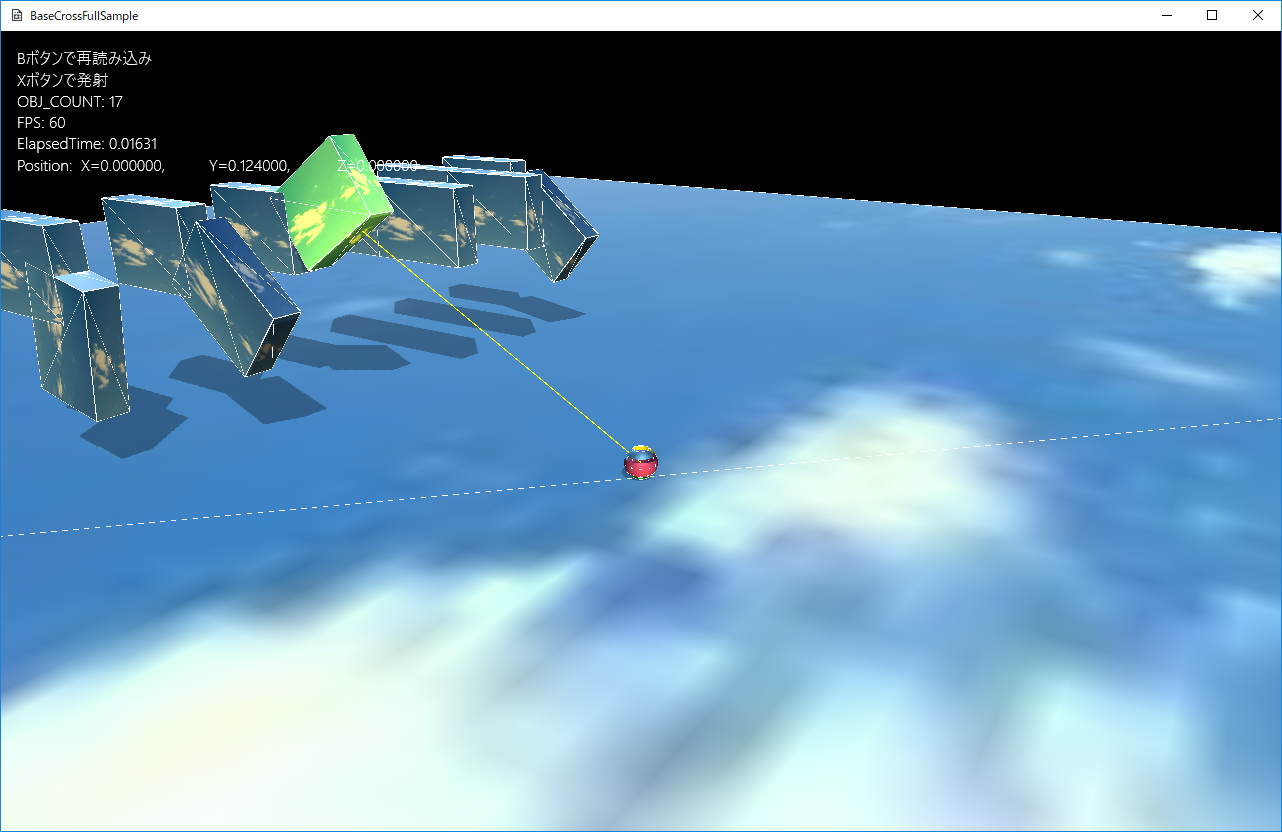 BaseCrossFullSample
Bボタンで再読み込み
Xボタンで発射
OBJ_COUNT: 17
FPS: 60
ElapsedTime: 0.01631
Position: X=0.000000, Y=0.124000, Z=0.000000